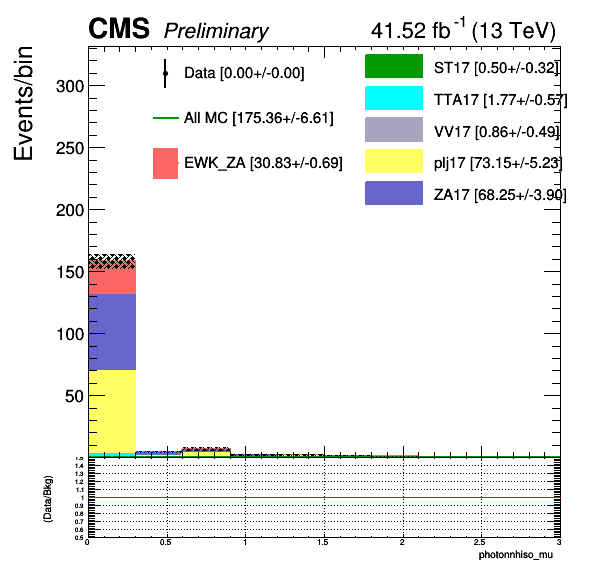 CMS Preliminary 41.52 fb⁻¹ (13 TeV)
Events/bin
300
250
200
150
100
50
Data [0.00+/-0.00]
All MC [175.36+/-6.61]
EWK_ZA [30.83+/-0.69]
ST17 [0.50+/-0.32]
TTA17 [1.77+/-0.57]
VV17 [0.86+/-0.49]
plj17 [73.15+/-5.23]
ZA17 [68.25+/-3.90]
(Data/Bkg)
1.5
1.4
1.3
1.2
1.1
1
0.9
0.8
0.7
0.6
0.5
0 0.5 1 1.5 2 2.5 3
photonnhiso_mu